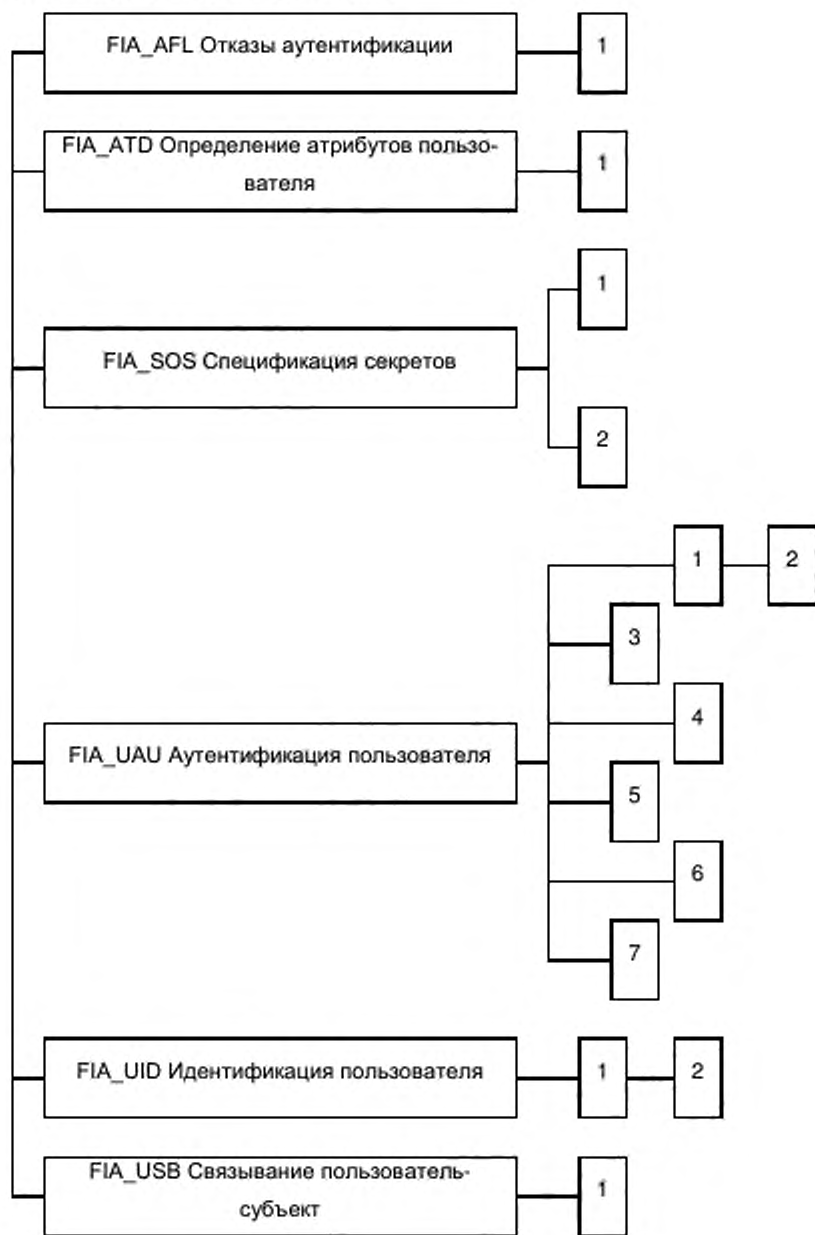 FIA_AFL Отказы аутентификации
1
FIA_ATD Определение атрибутов пользо-
вателя
1
1
FIA_SOS Спецификация секретов
2
1
2
3
4
FIA_UAU Аутентификация пользователя
5
6
7
FIA_UID Идентификация пользователя
1
2
FIA_USB Связывание пользователь-
субъект
1